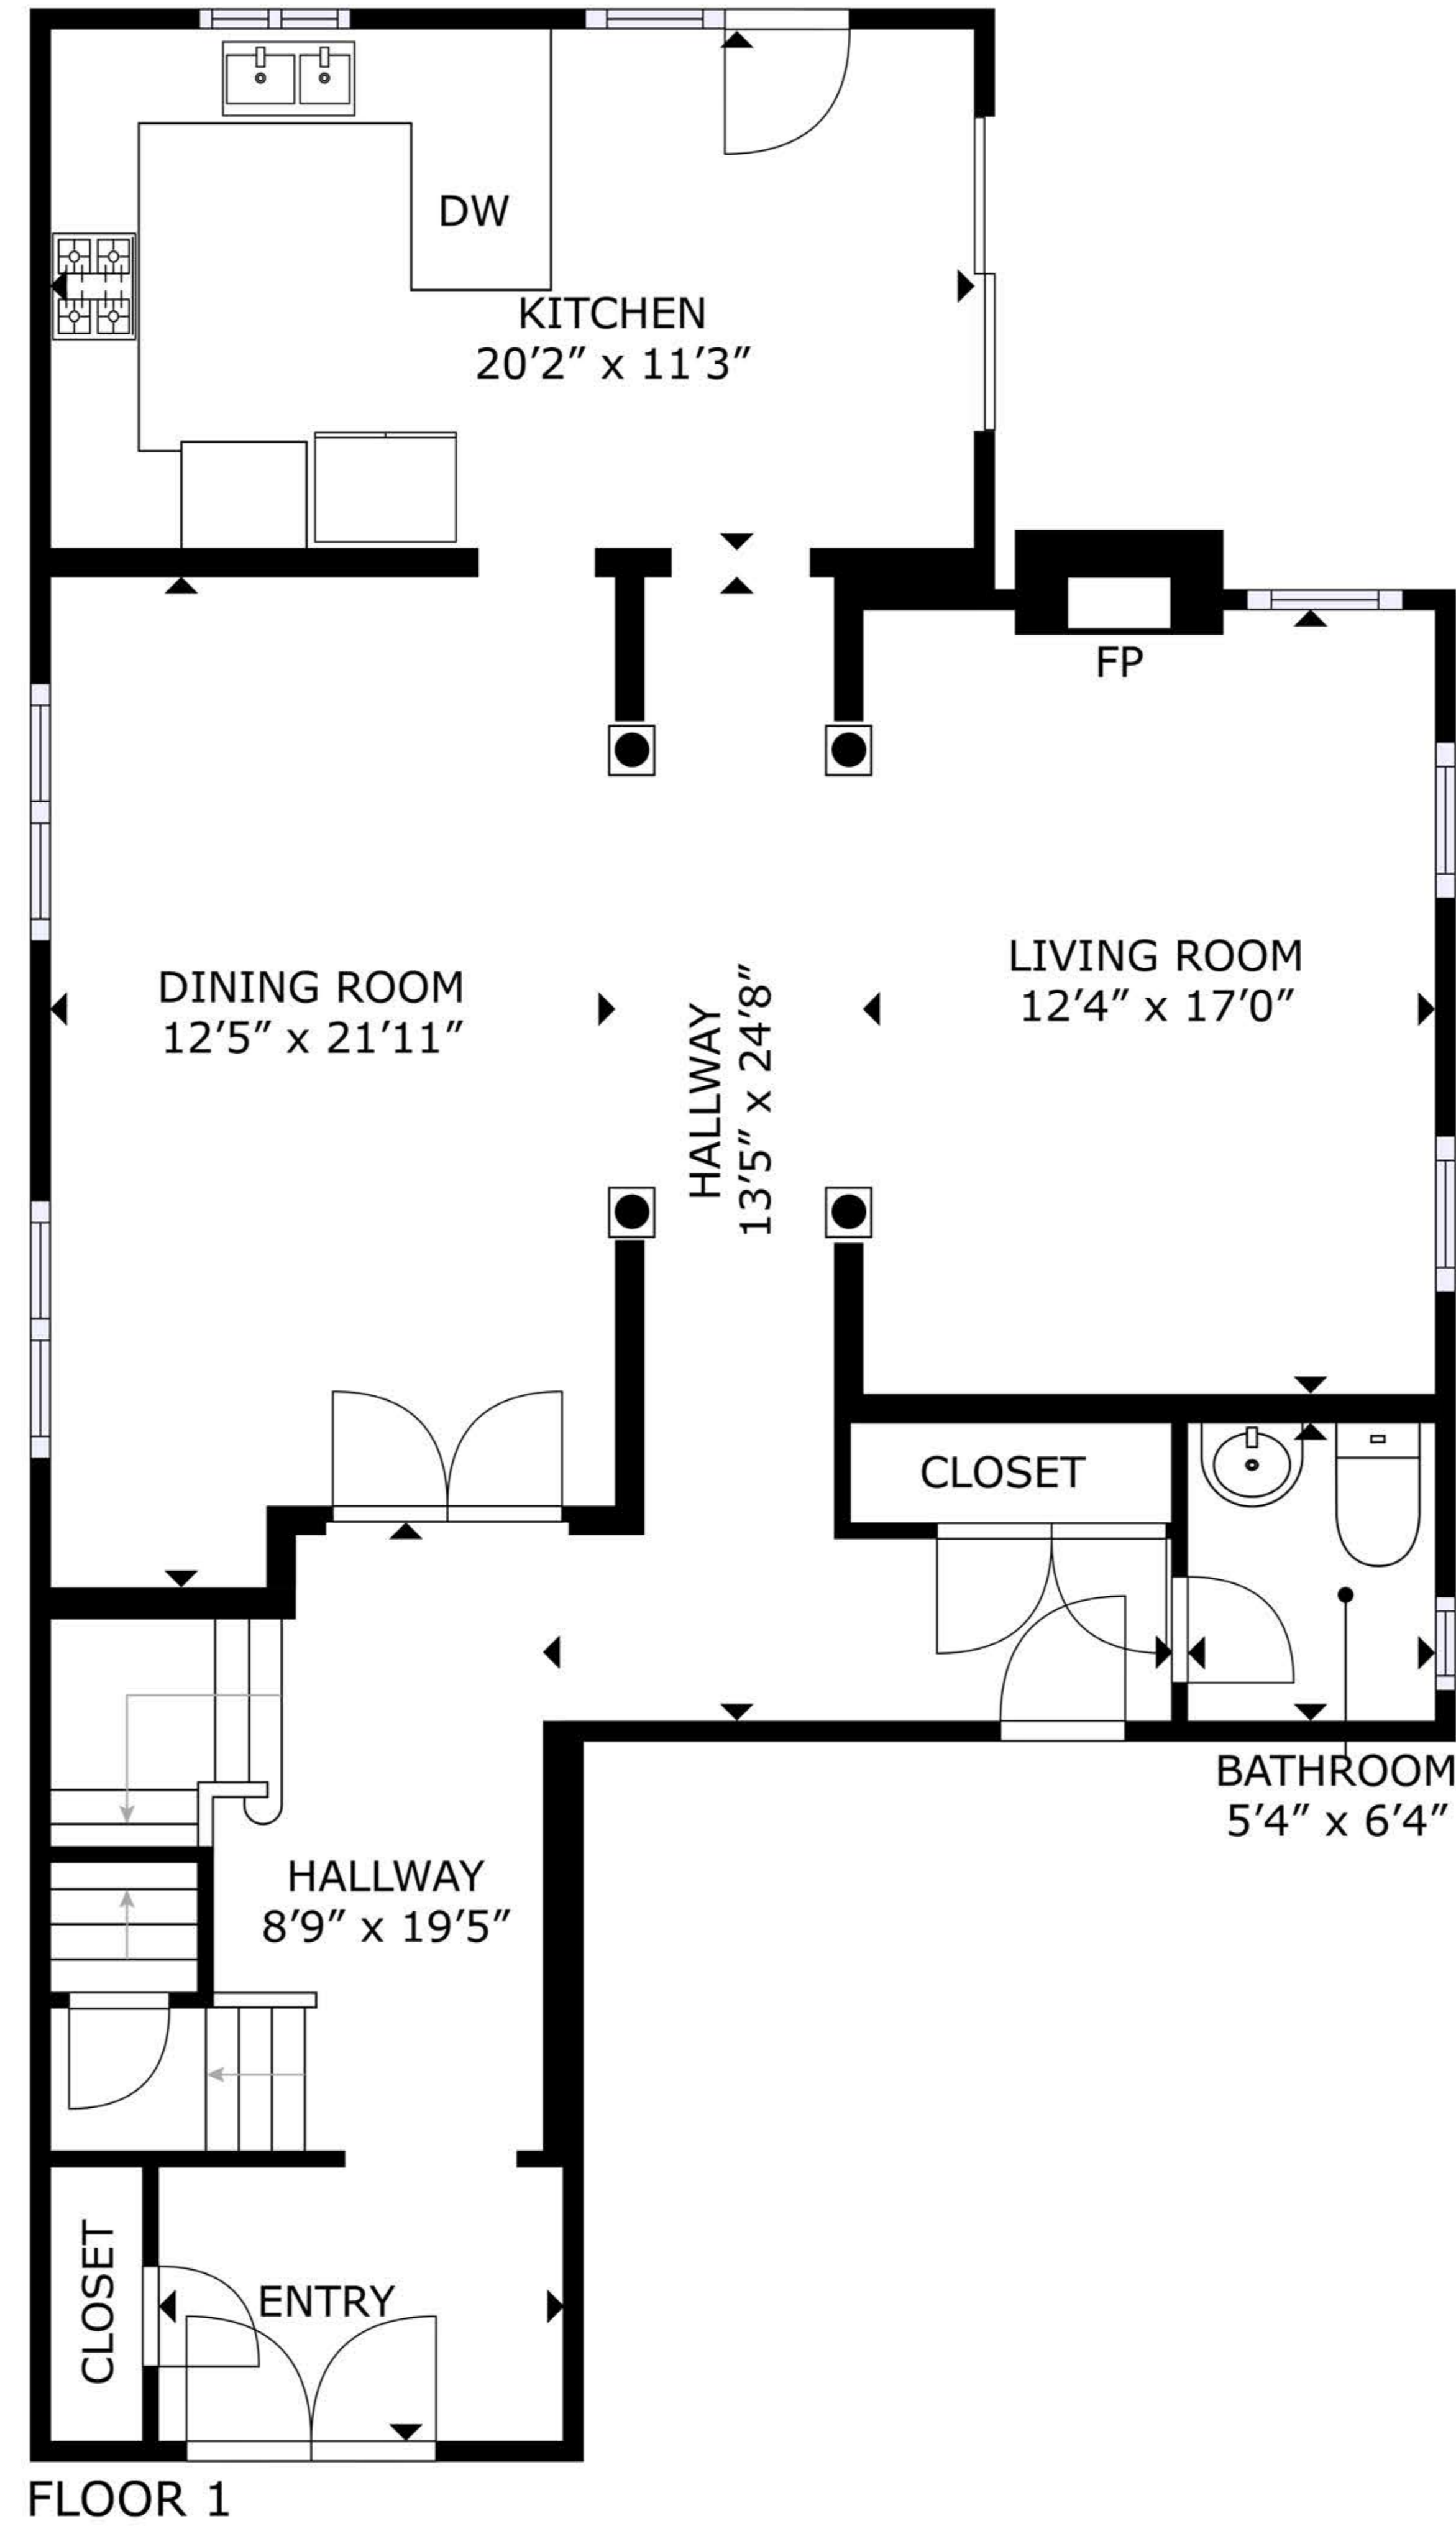 DW
KITCHEN
20'2" x 11'3"
FP
DINING ROOM
12'5" x 21'11"
HALLWAY
13'5" x 24'8"
LIVING ROOM
12'4" x 17'0"
CLOSET
BATHROOM
5'4" x 6'4"
HALLWAY
8'9" x 19'5"
CLOSET
ENTRY
FLOOR 1